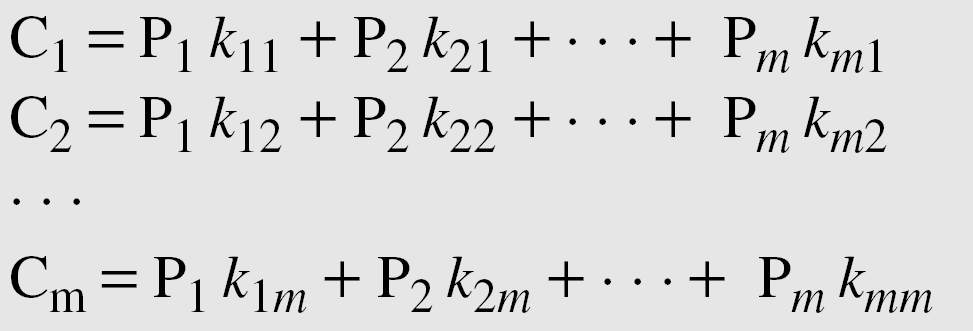 C₁ = P₁ k₁₁ + P₂ k₂₁ + · · · + Pₘ kₘ₁
C₂ = P₁ k₁₂ + P₂ k₂₂ + · · · + Pₘ kₘ₂
· · ·
Cₘ = P₁ k₁ₘ + P₂ k₂ₘ + · · · + Pₘ kₘₘ